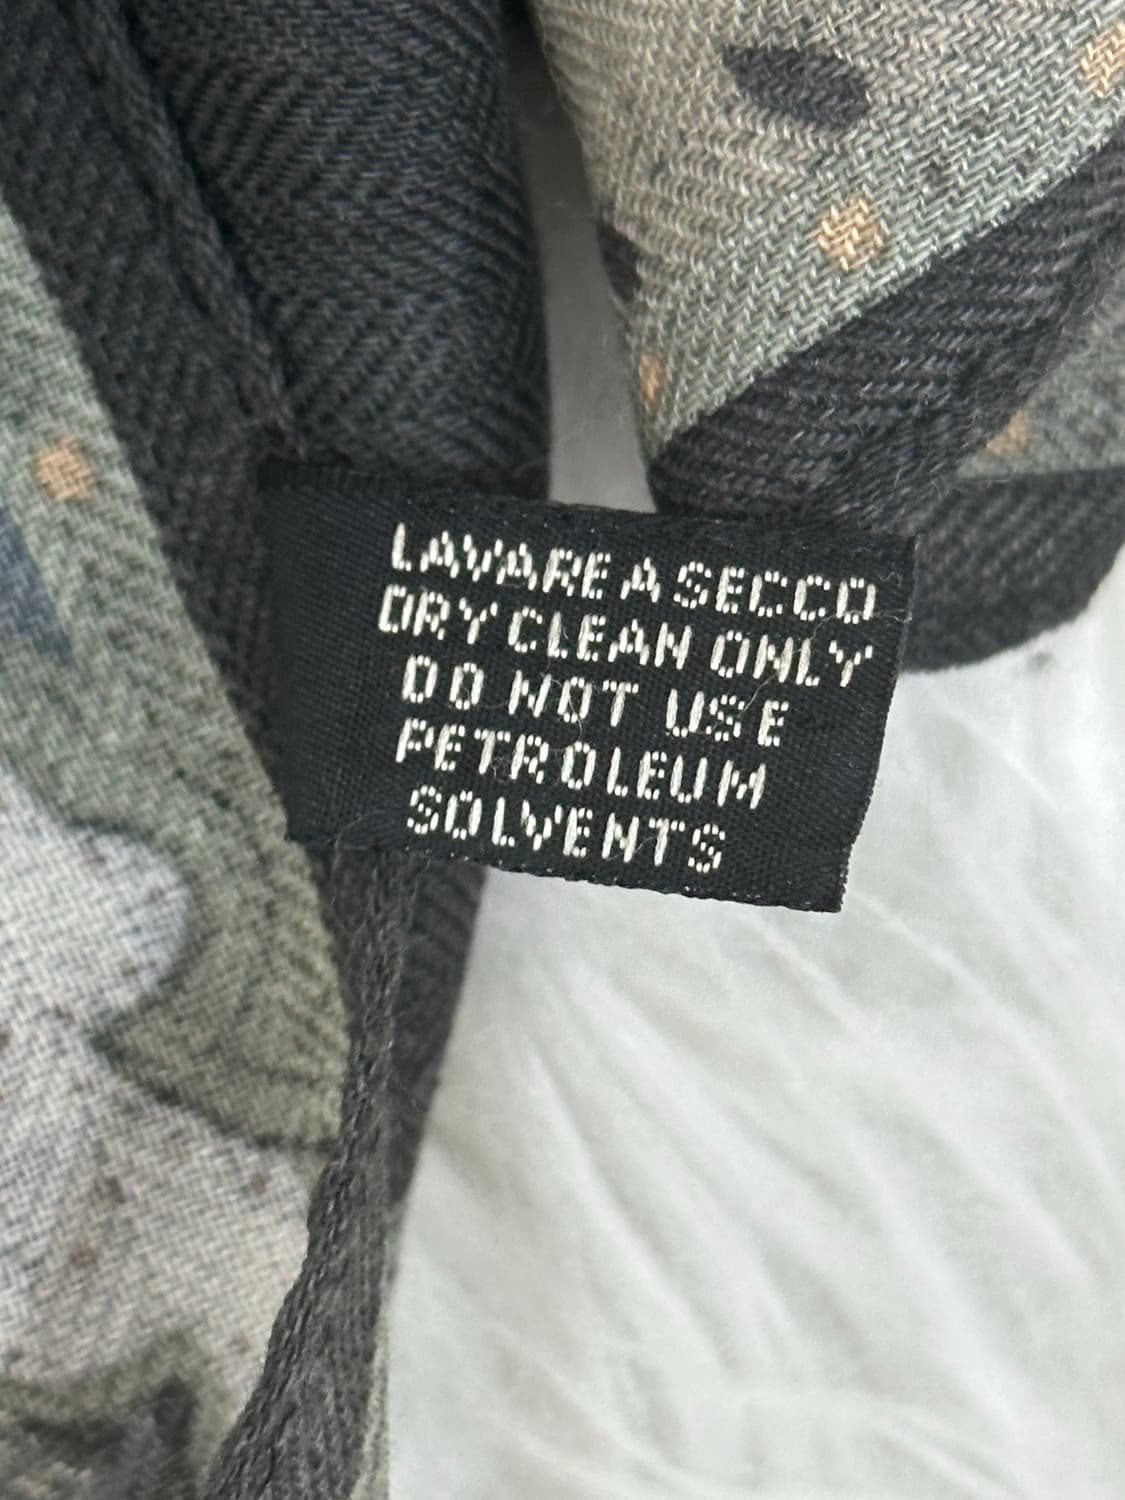 LAVARE A SECCO
DRY CLEAN ONLY
DO NOT USE
PETROLEUM
SOLVENTS